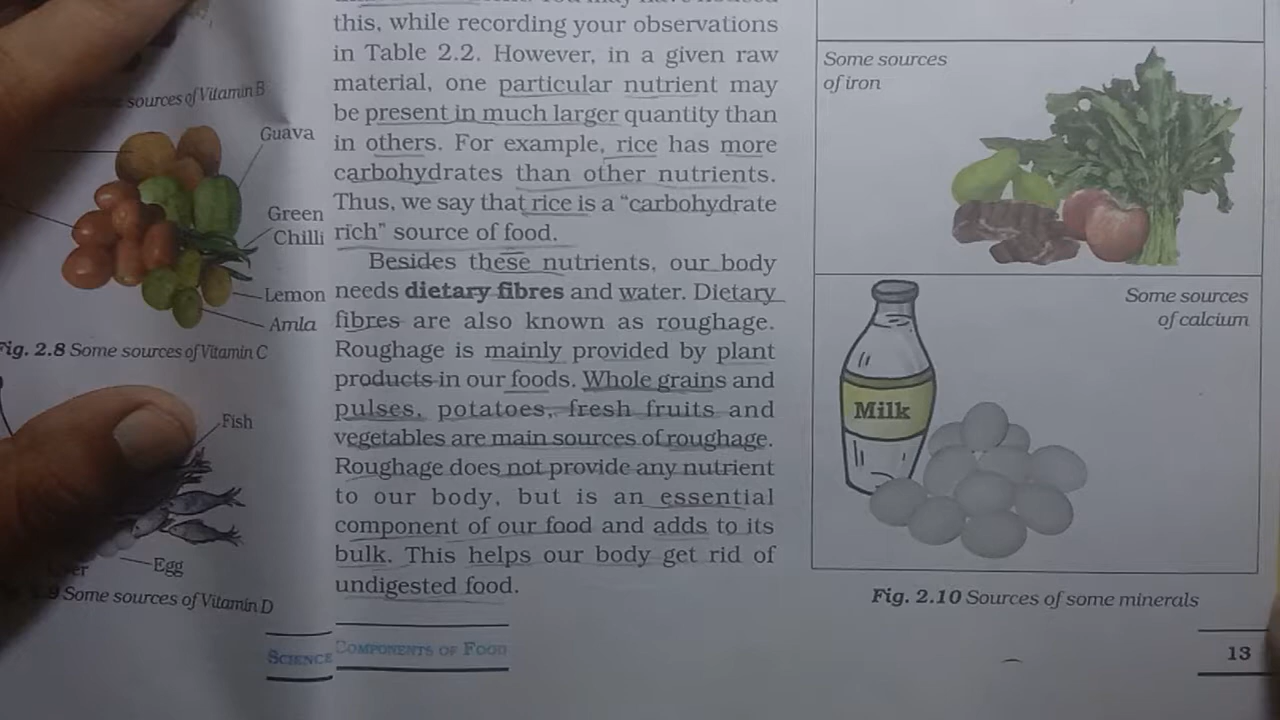 sources of Vitamin B
Guava
Green
Chilli
Lemon
Amla
Fig. 2.8 Some sources of Vitamin C
Fish
Egg
Some sources of Vitamin D
SCIENCE
this, while recording your observations
in Table 2.2. However, in a given raw
material, one particular nutrient may
be present in much larger quantity than
in others. For example, rice has more
carbohydrates than other nutrients.
Thus, we say that rice is a “carbohydrate
rich” source of food.
Besides these nutrients, our body
needs dietary fibres and water. Dietary
fibres are also known as roughage.
Roughage is mainly provided by plant
products in our foods. Whole grains and
pulses, potatoes, fresh fruits and
vegetables are main sources of roughage.
Roughage does not provide any nutrient
to our body, but is an essential
component of our food and adds to its
bulk. This helps our body get rid of
undigested food.
COMPONENTS OF FOOD
Some sources
of iron
Some sources
of calcium
Milk
Fig. 2.10 Sources of some minerals
13